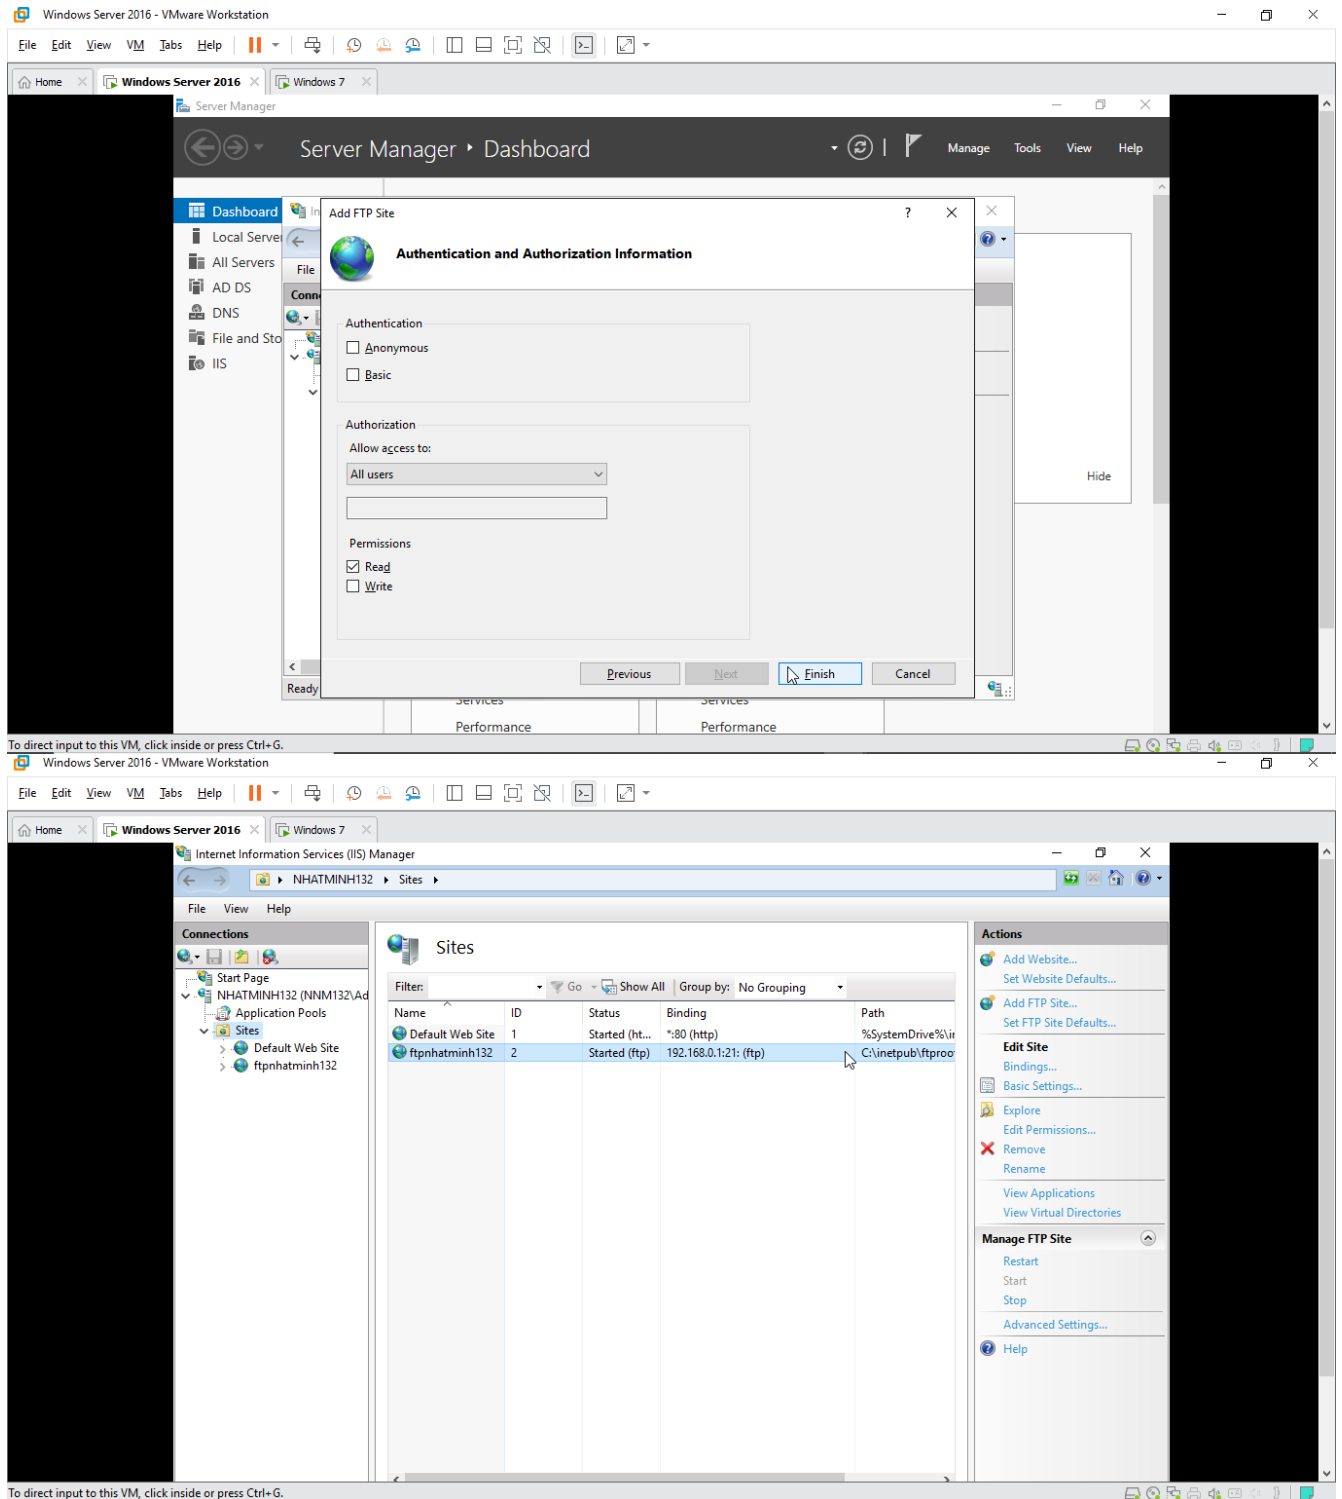 Windows Server 2016 - VMware Workstation
File Edit View VM Tabs Help
Home Windows Server 2016 Windows 7
Server Manager
Server Manager Dashboard
Manage Tools View Help
Dashboard
Local Server
All Servers
AD DS
DNS
File and Sto
IIS
File
Conne
Ready
Add FTP Site
?
Authentication and Authorization Information
Authentication
Anonymous
Basic
Authorization
Allow access to:
All users
Permissions
Read
Write
Previous Next Finish Cancel
Hide
Services Services
Performance Performance
To direct input to this VM, click inside or press Ctrl+G.
Windows Server 2016 - VMware Workstation
File Edit View VM Tabs Help
Home Windows Server 2016 Windows 7
Internet Information Services (IIS) Manager
NHATMINH132 Sites
File View Help
Connections
Start Page
NHATMINH132 (NNM132\Ad
Application Pools
Sites
Default Web Site
ftpnhatminh132
Sites
Filter: Go Show All Group by: No Grouping
Name ID Status Binding Path
Default Web Site 1 Started (ht... *:80 (http) %SystemDrive%\in
ftpnhatminh132 2 Started (ftp) 192.168.0.1:21: (ftp) C:\inetpub\ftproo
Actions
Add Website...
Set Website Defaults...
Add FTP Site...
Set FTP Site Defaults...
Edit Site
Bindings...
Basic Settings...
Explore
Edit Permissions...
Remove
Rename
View Applications
View Virtual Directories
Manage FTP Site
Restart
Start
Stop
Advanced Settings...
Help
To direct input to this VM, click inside or press Ctrl+G.